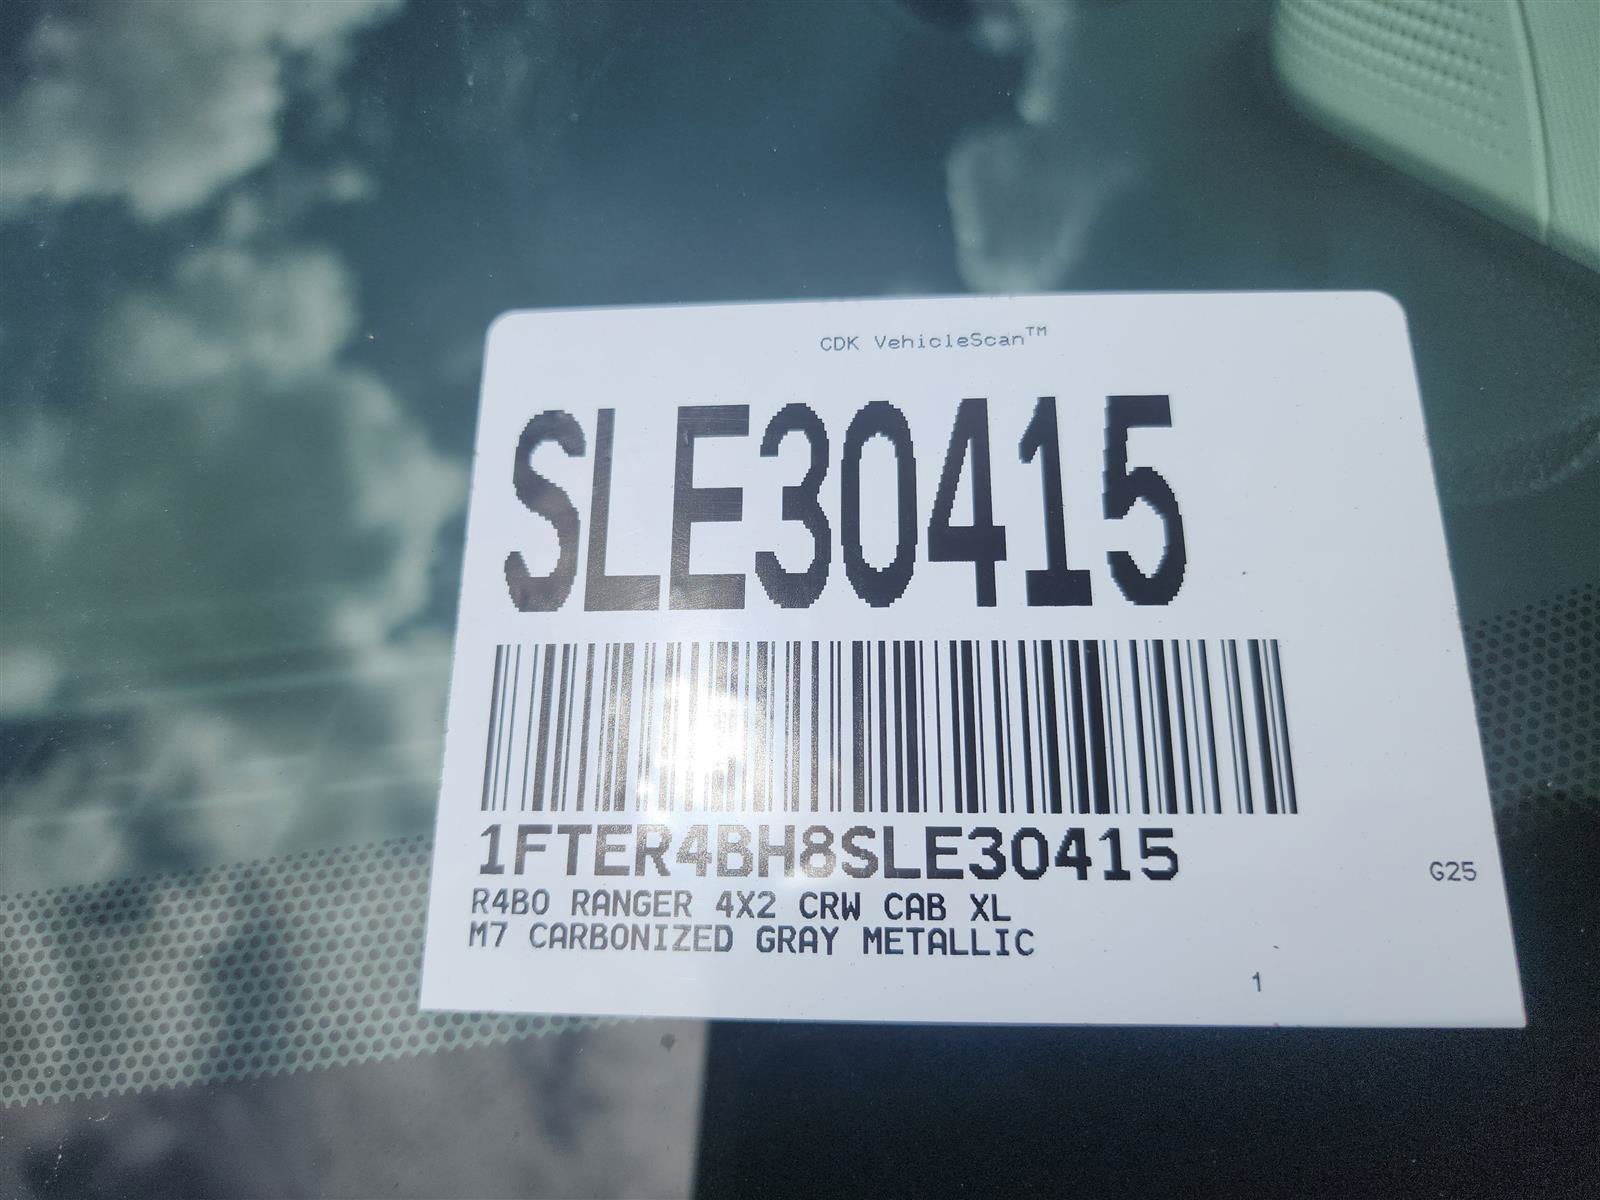 CDK VehicleScan™
SLE30415
1FTER4BH8SLE30415
R4B0 RANGER 4X2 CRW CAB XL
M7 CARBONIZED GRAY METALLIC
G25
1